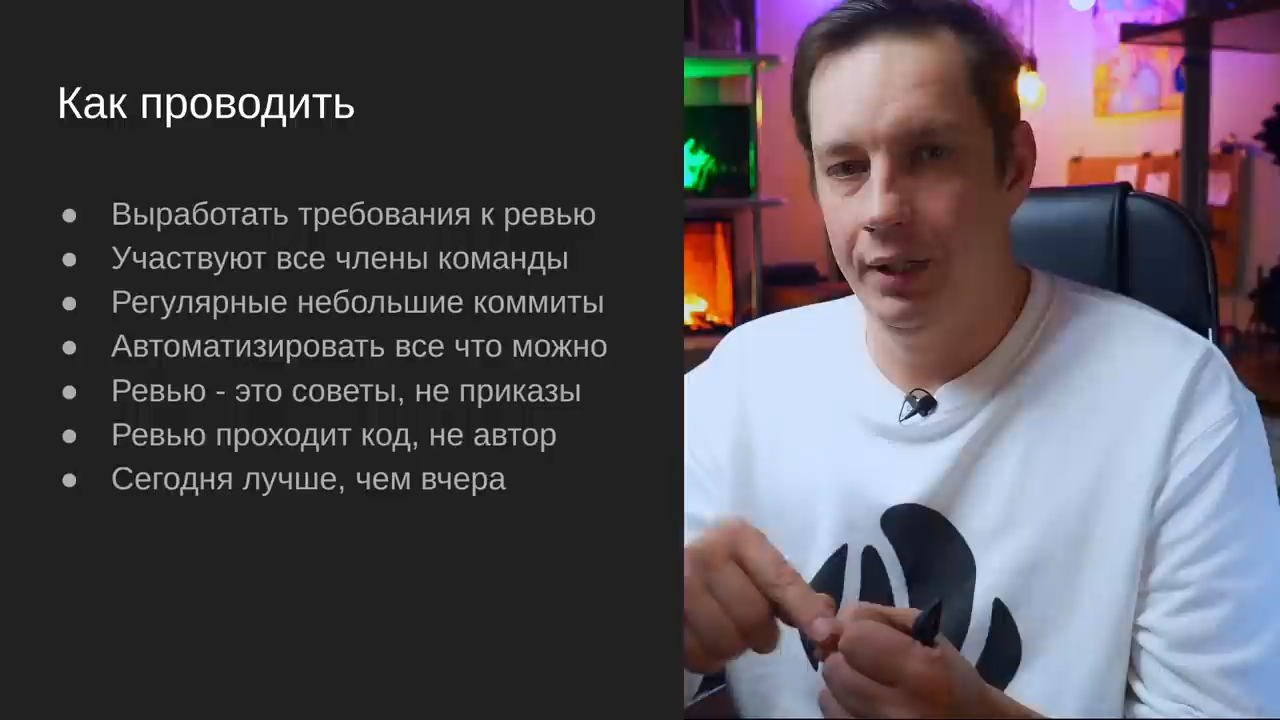 Как проводить
● Выработать требования к ревью
● Участвуют все члены команды
● Регулярные небольшие коммиты
● Автоматизировать все что можно
● Ревью - это советы, не приказы
● Ревью проходит код, не автор
● Сегодня лучше, чем вчера